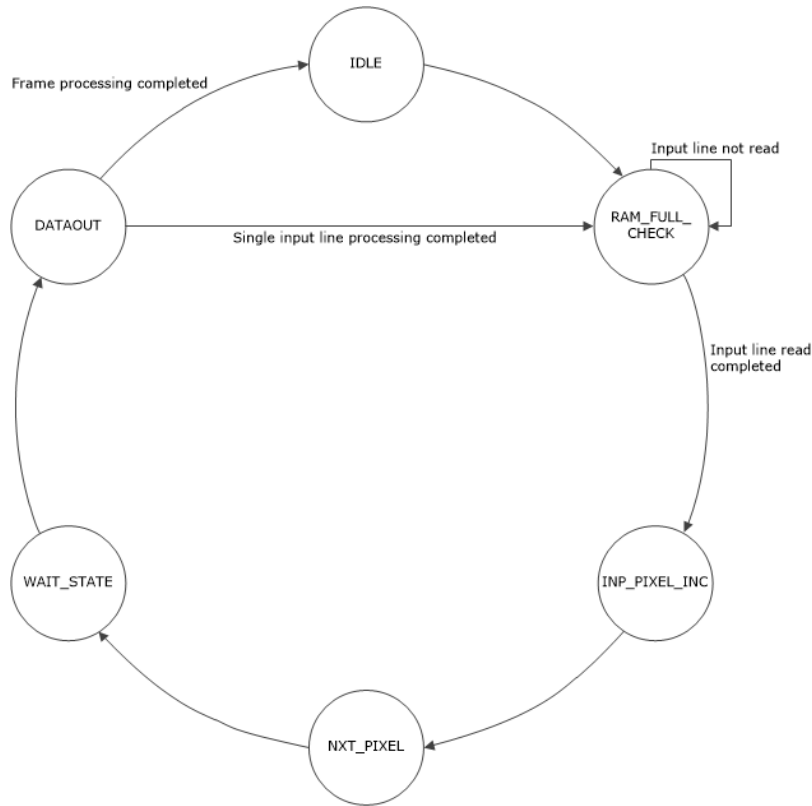 IDLE
Frame processing completed
Input line not read
DATAOUT
RAM_FULL_
CHECK
Single input line processing completed
Input line read
completed
WAIT_STATE
INP_PIXEL_INC
NXT_PIXEL